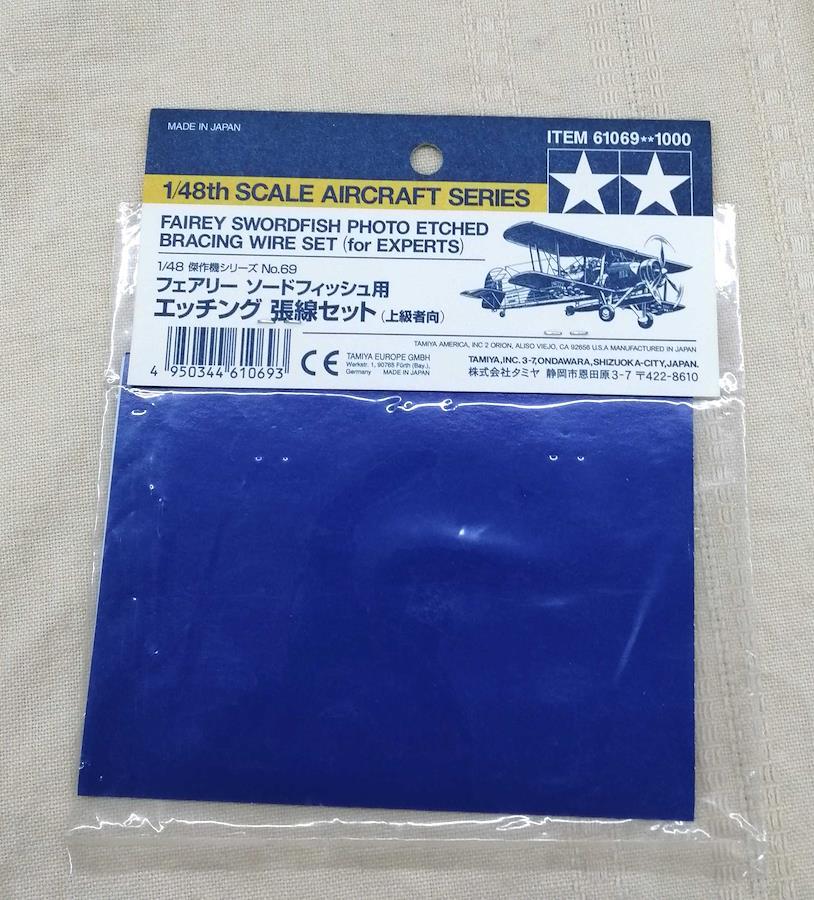 MADE IN JAPAN
ITEM 61069**1000
1/48th SCALE AIRCRAFT SERIES
FAIREY SWORDFISH PHOTO ETCHED
BRACING WIRE SET (for EXPERTS)
1/48 傑作機シリーズ No.69
フェアリー ソードフィッシュ用
エッチング 張線セット (上級者向)
4 950344 610693
CE
TAMIYA EUROPE GMBH
Werkstr. 1, 90765 Fürth (Bay.),
Germany MADE IN JAPAN
TAMIYA AMERICA, INC 2 ORION, ALISO VIEJO, CA 92656 U.S.A MANUFACTURED IN JAPAN
TAMIYA, INC. 3-7, ONDAWARA, SHIZUOKA-CITY, JAPAN.
株式会社タミヤ 静岡市恩田原3-7 〒422-8610